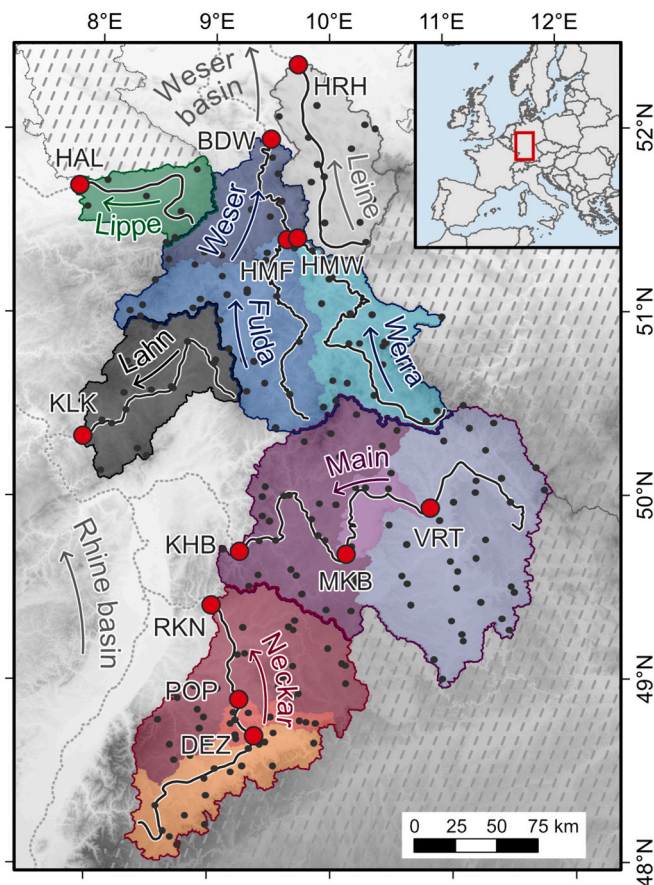 8°E 9°E 10°E 11°E 12°E
Weser
basin
HRH
BDW
52°N
HAL
Leine
Lippe
Weser
HMF
HMW
51°N
Fulda
Werra
Lahn
KLK
Main
50°N
VRT
KHB
MKB
Rhine basin
RKN
Neckar
49°N
POP
DEZ
0 25 50 75 km
48°N